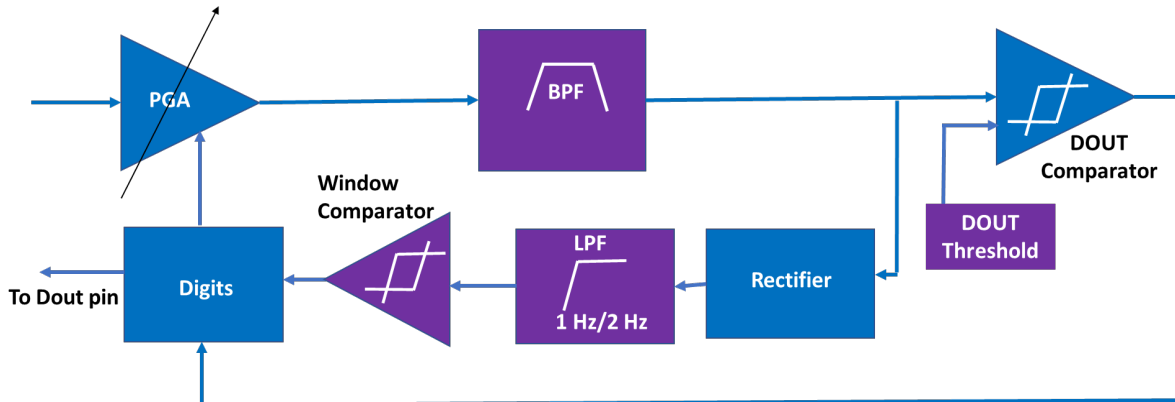 PGA
BPF
DOUT
Comparator
Window
Comparator
DOUT
Threshold
LPF
1 Hz/2 Hz
Rectifier
Digits
To Dout pin